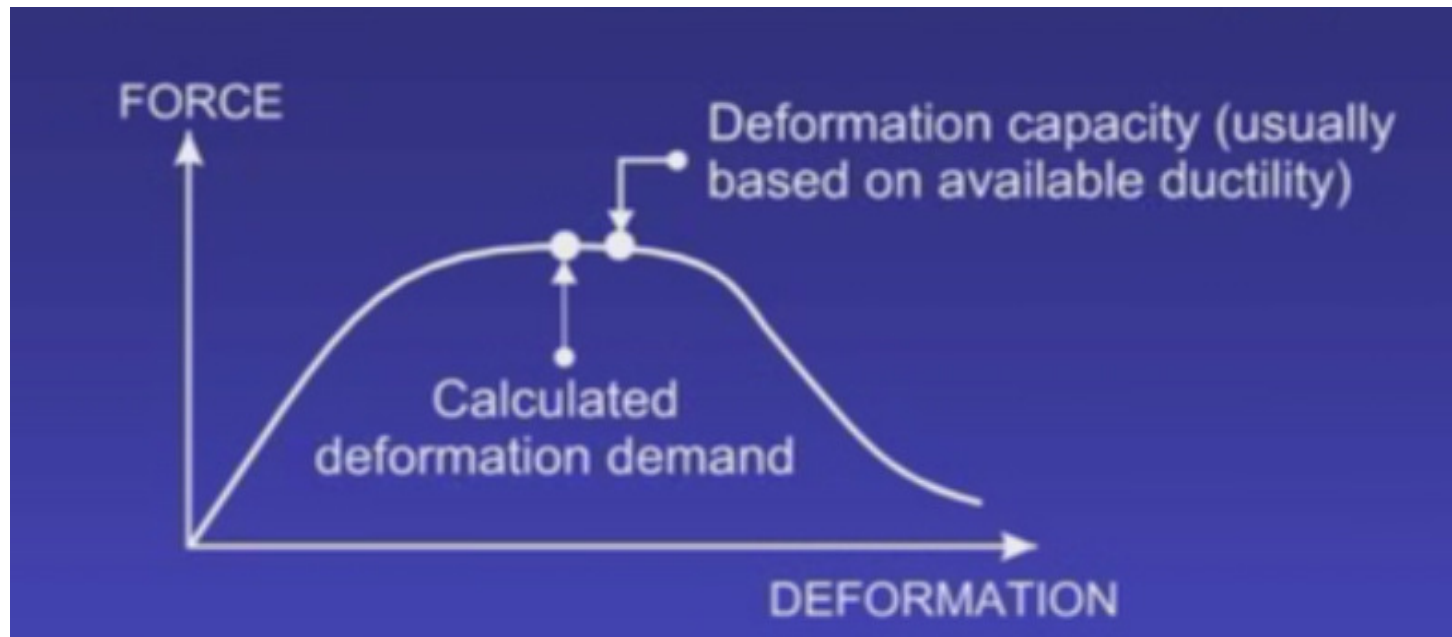 FORCE
Deformation capacity (usually
based on available ductility)
Calculated
deformation demand
DEFORMATION